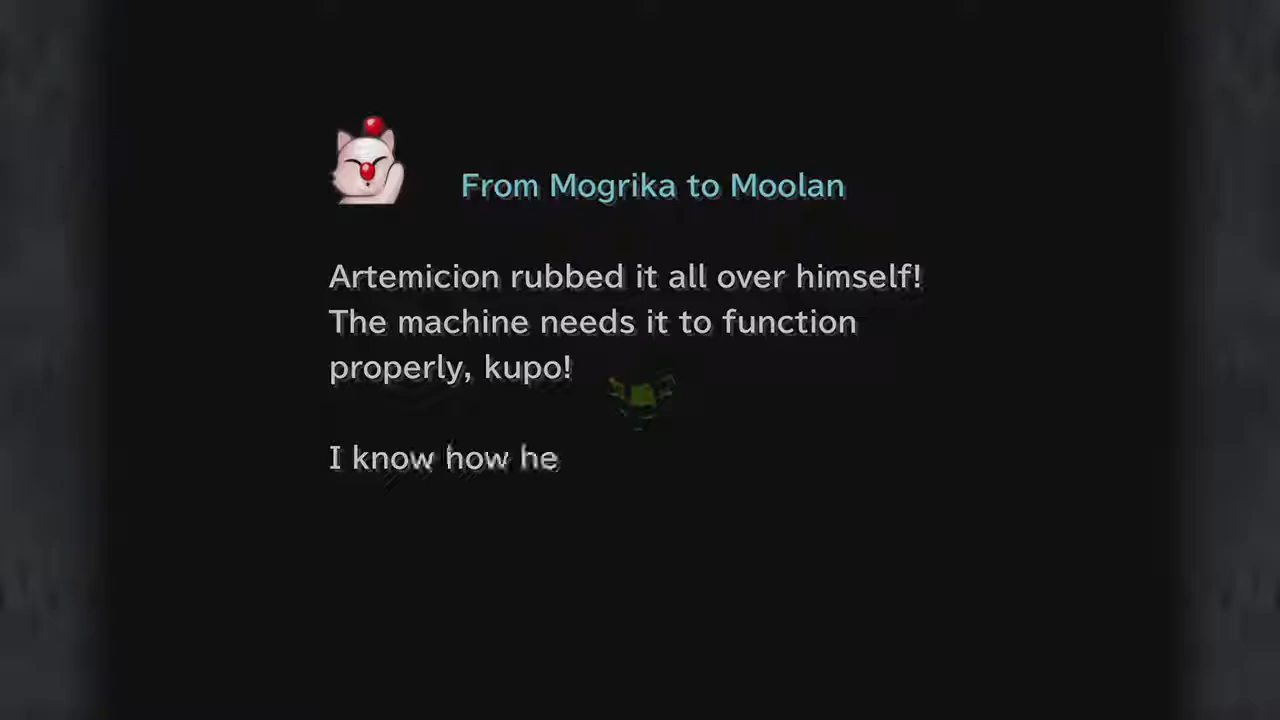 From Mogrika to Moolan
Artemicion rubbed it all over himself!
The machine needs it to function
properly, kupo!
I know how he